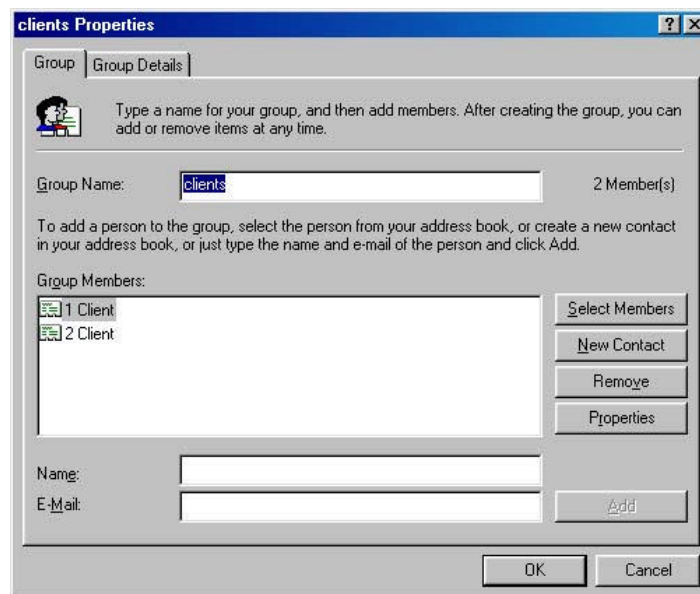 clients Properties
Group
Group Details
Type a name for your group, and then add members. After creating the group, you can
add or remove items at any time.
Group Name:
clients
2 Member(s)
To add a person to the group, select the person from your address book, or create a new contact
in your address book, or just type the name and e-mail of the person and click Add.
Group Members:
1 Client
2 Client
Select Members
New Contact
Remove
Properties
Name:
E-Mail:
Add
OK
Cancel